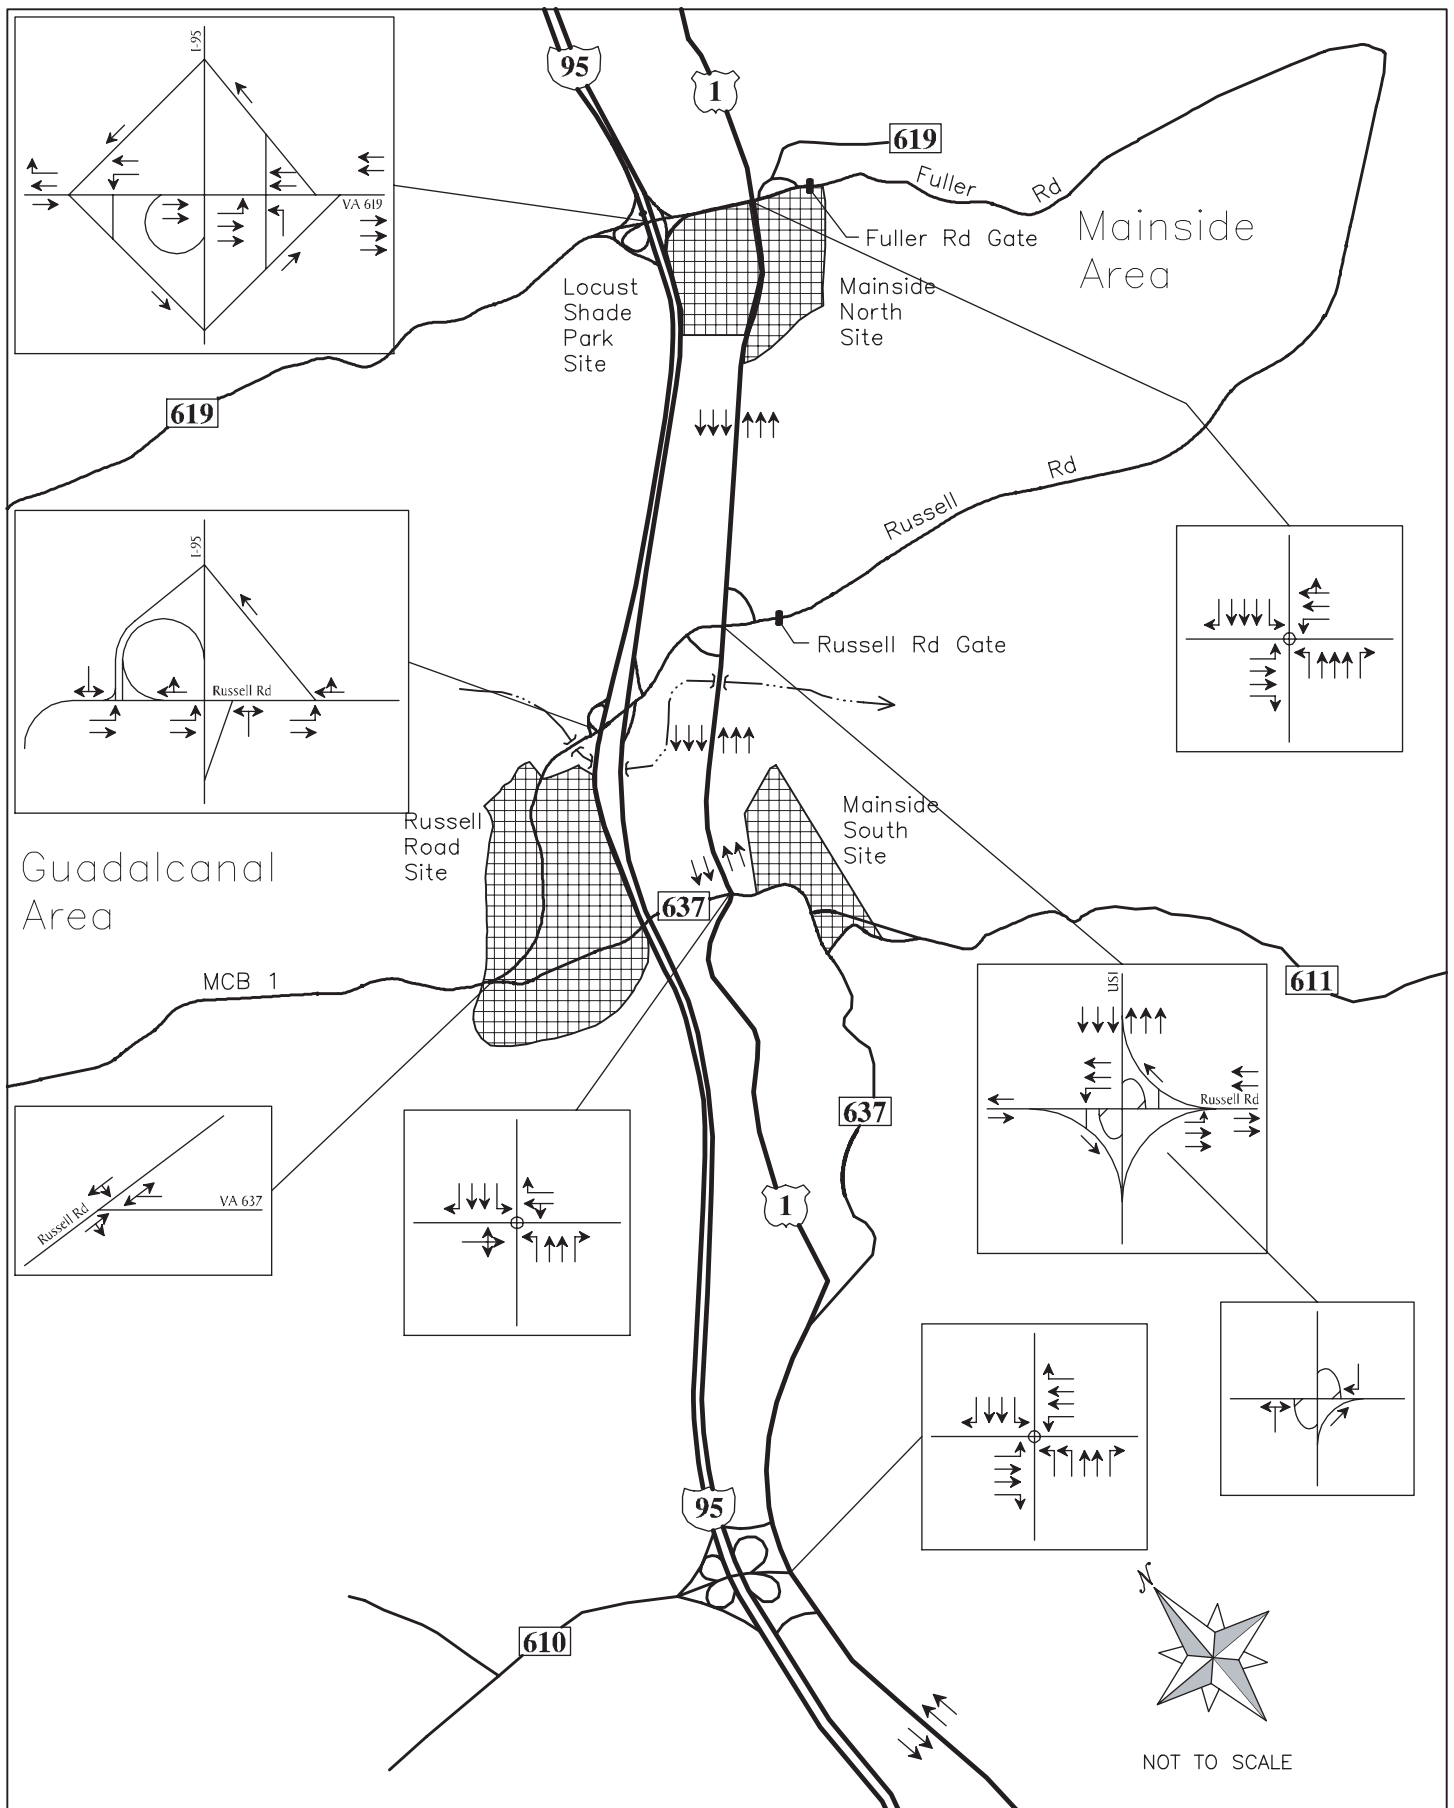 I-95
95
1
619
Fuller
Rd
VA 619
Mainside
Area
Fuller Rd Gate
Locust
Shade
Park
Site
Mainside
North
Site
619
Rd
Russell
I-95
Russell Rd
Russell Rd Gate
Russell
Road
Site
Mainside
South
Site
Guadalcanal
Area
637
MCB 1
611
US1
Russell Rd
637
VA 637
Russell Rd
1
95
610
N
NOT TO SCALE